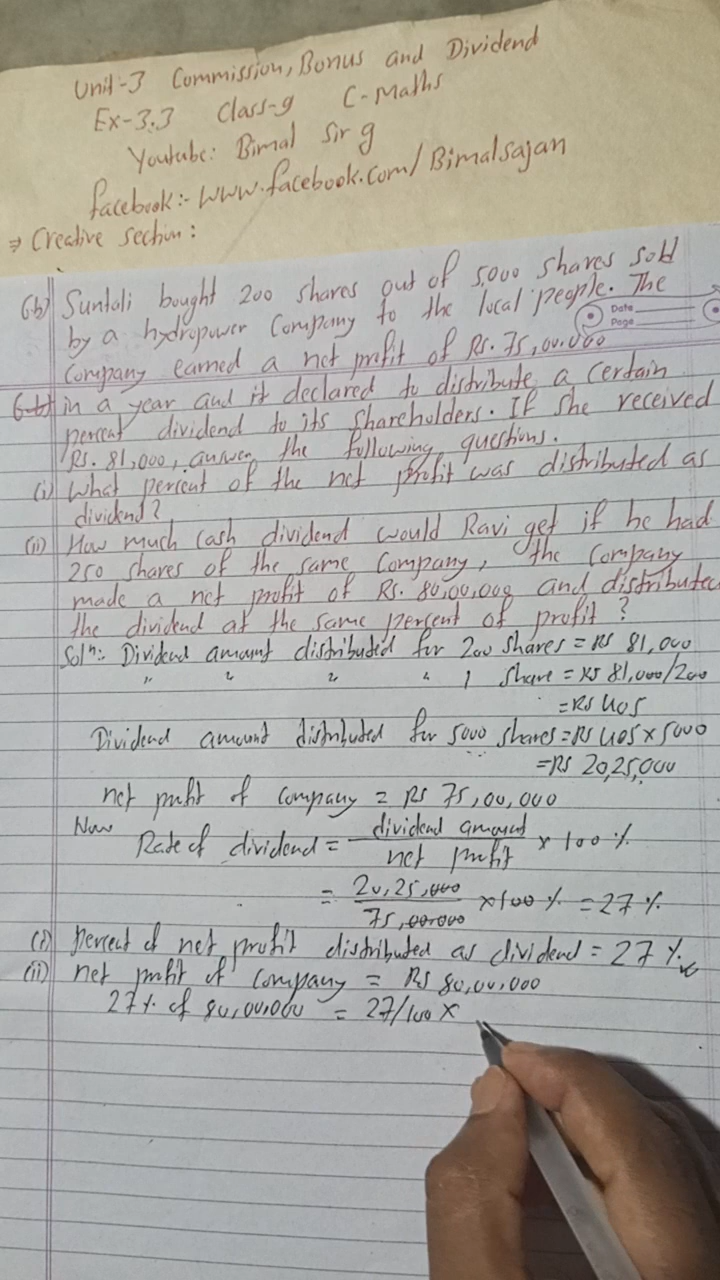 Unit-3 Commission, Bonus and Dividend
Ex-3.3 Class-9 C-Maths
Youtube: Bimal Sir g
facebook:- www.facebook.com/Bimalsajan
⇒ Creative section:
6b) Suntali bought 200 shares out of 5000 shares sold
by a hydropower Company to the local people. The
Date
Page
Company earned a net profit of Rs. 75,00,000
in a year and it declared to distribute a certain
percent dividend to its shareholders. If she received
Rs. 81,000, answer the following questions.
(i) What percent of the net profit was distributed as
dividend?
(ii) How much cash dividend would Ravi get if he had
250 shares of the same Company, the company
made a net profit of Rs. 80,00,000 and distributed
the dividend at the same percent of profit?
Solⁿ: Dividend amount distributed for 200 shares = Rs 81,000
" " " " 1 share = Rs 81,000/200
= Rs 405
Dividend amount distributed for 5000 shares = Rs 405 × 5000
= Rs 20,25,000
net profit of company = Rs 75,00,000
Now
Rate of dividend = dividend amount / net profit × 100 %
= 20,25,000 / 75,00,000 × 100 % = 27 %
(i) Percent of net profit distributed as dividend = 27 %
(ii) net profit of company = Rs 80,00,000
27 % of 80,00,000 = 27/100 ×